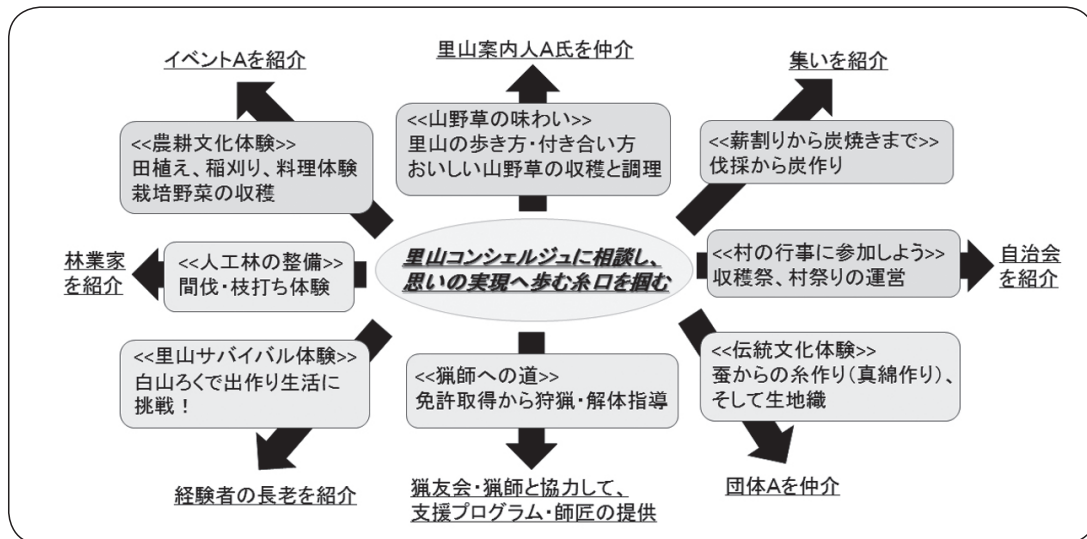 イベントAを紹介
里山案内人A氏を仲介
集いを紹介
<<農耕文化体験>>
田植え、稲刈り、料理体験
栽培野菜の収穫
<<山野草の味わい>>
里山の歩き方・付き合い方
おいしい山野草の収穫と調理
<<薪割りから炭焼きまで>>
伐採から炭作り
林業家
を紹介
<<人工林の整備>>
間伐・枝打ち体験
里山コンシェルジュに相談し、
思いの実現へ歩む糸口を掴む
<<村の行事に参加しよう>>
収穫祭、村祭りの運営
自治会
を紹介
<<里山サバイバル体験>>
白山ろくで出作り生活に
挑戦！
<<猟師への道>>
免許取得から狩猟・解体指導
<<伝統文化体験>>
蚕からの糸作り(真綿作り)、
そして生地織
経験者の長老を紹介
猟友会・猟師と協力して、
支援プログラム・師匠の提供
団体Aを仲介